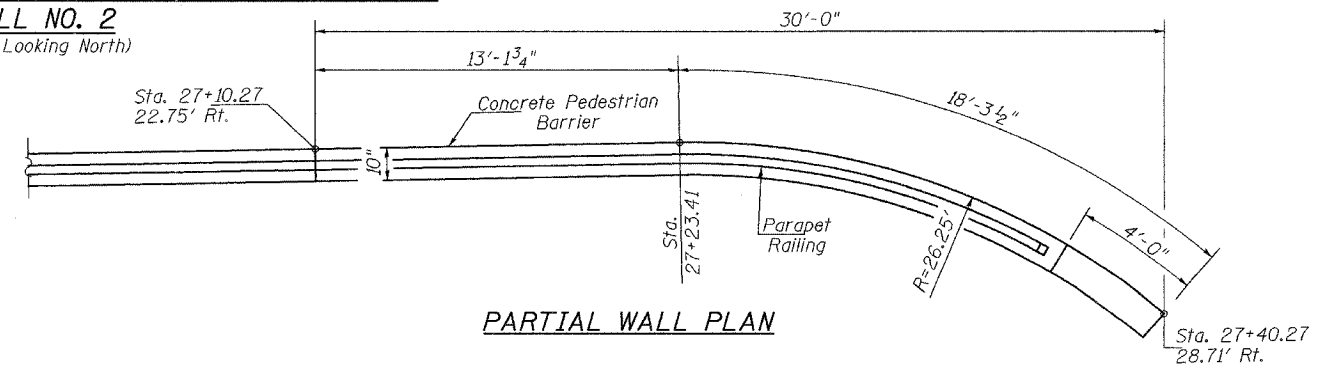 LL NO. 2
Looking North)
30'-0"
13'-1¾"
18'-3½"
Sta. 27+10.27
22.75' Rt.
Concrete Pedestrian
Barrier
10"
Sta.
27+23.41
Parapet
Railing
R=26.25'
4'-0"
PARTIAL WALL PLAN
Sta. 27+40.27
28.71' Rt.